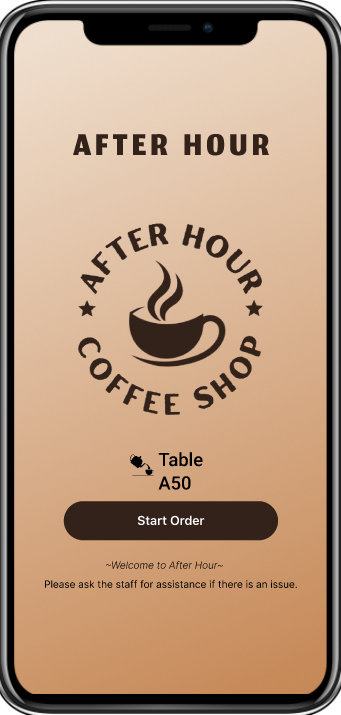 AFTER HOUR
AFTER HOUR
COFFEE SHOP
Table
A50
Start Order
~Welcome to After Hour~
Please ask the staff for assistance if there is an issue.